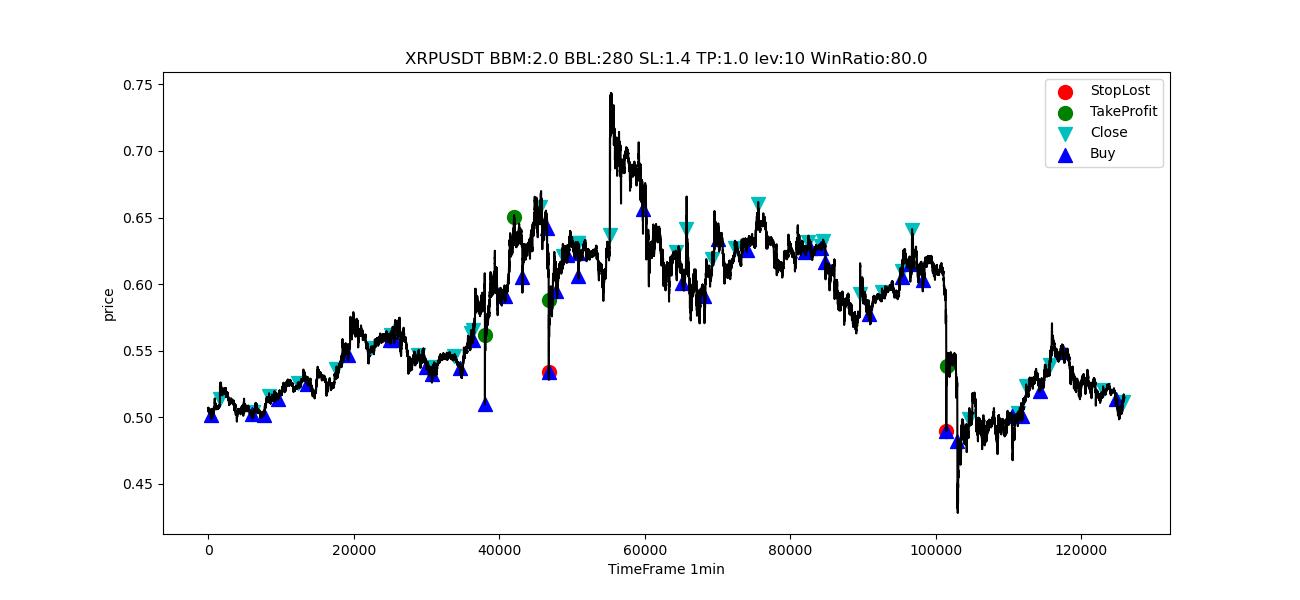 XRPUSDT BBM:2.0 BBL:280 SL:1.4 TP:1.0 lev:10 WinRatio:80.0
StopLost
TakeProfit
Close
Buy
0.75
0.70
0.65
0.60
0.55
0.50
0.45
price
0 20000 40000 60000 80000 100000 120000
TimeFrame 1min